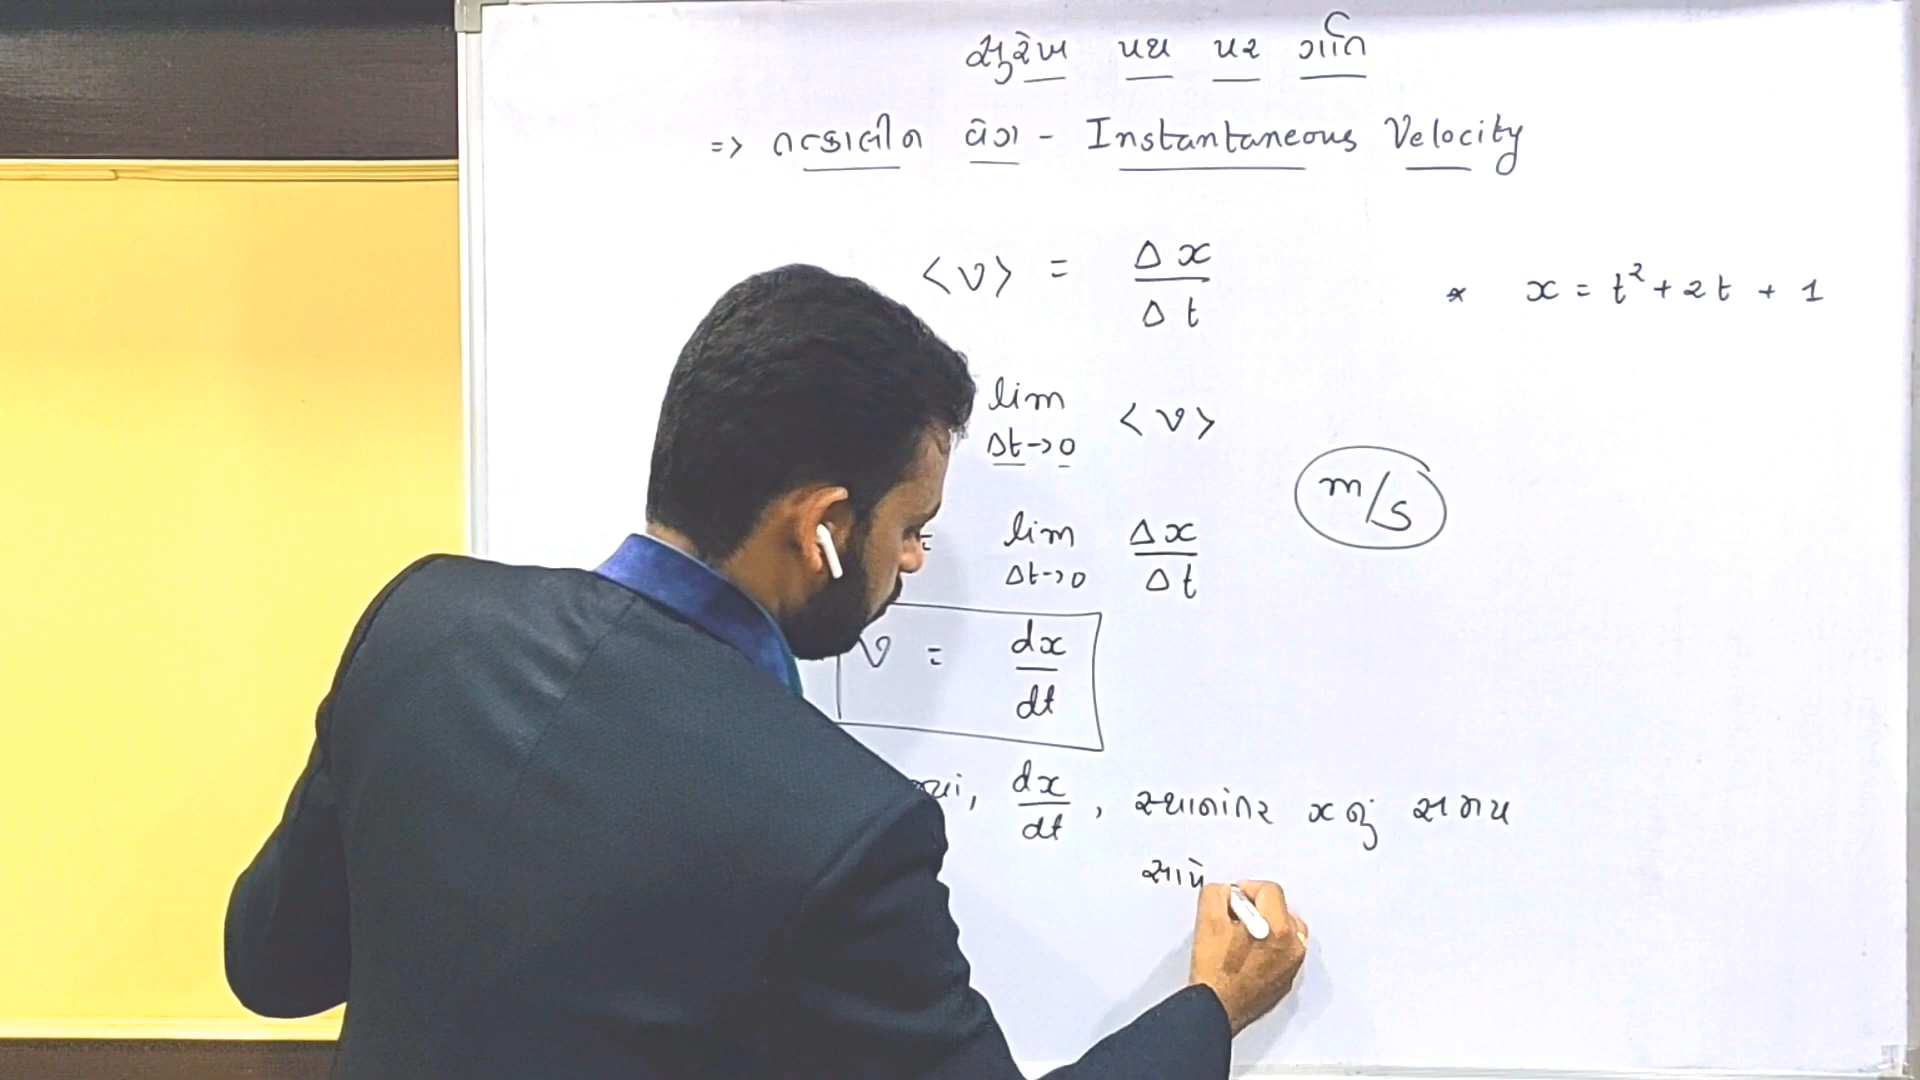 સુરેખ પથ પર ગતિ
=> તત્કાલીન વેગ - Instantaneous Velocity
<v> = Δx/Δt
* x = t² + 2t + 1
lim Δt→0 <v>
m/s
= lim Δt→0 Δx/Δt
v = dx/dt
dx/dt, સ્થાનાંતર x નું સમય
સાપે